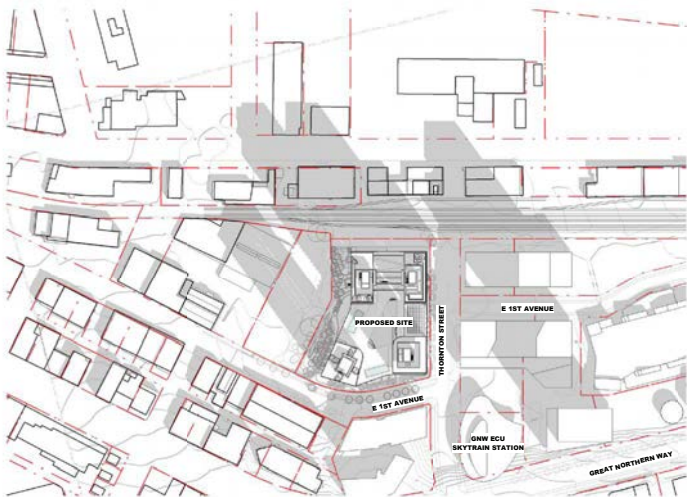 E 1ST AVENUE
PROPOSED SITE
THORNTON STREET
E 1ST AVENUE
GNW ECU
SKYTRAIN STATION
GREAT NORTHERN WAY